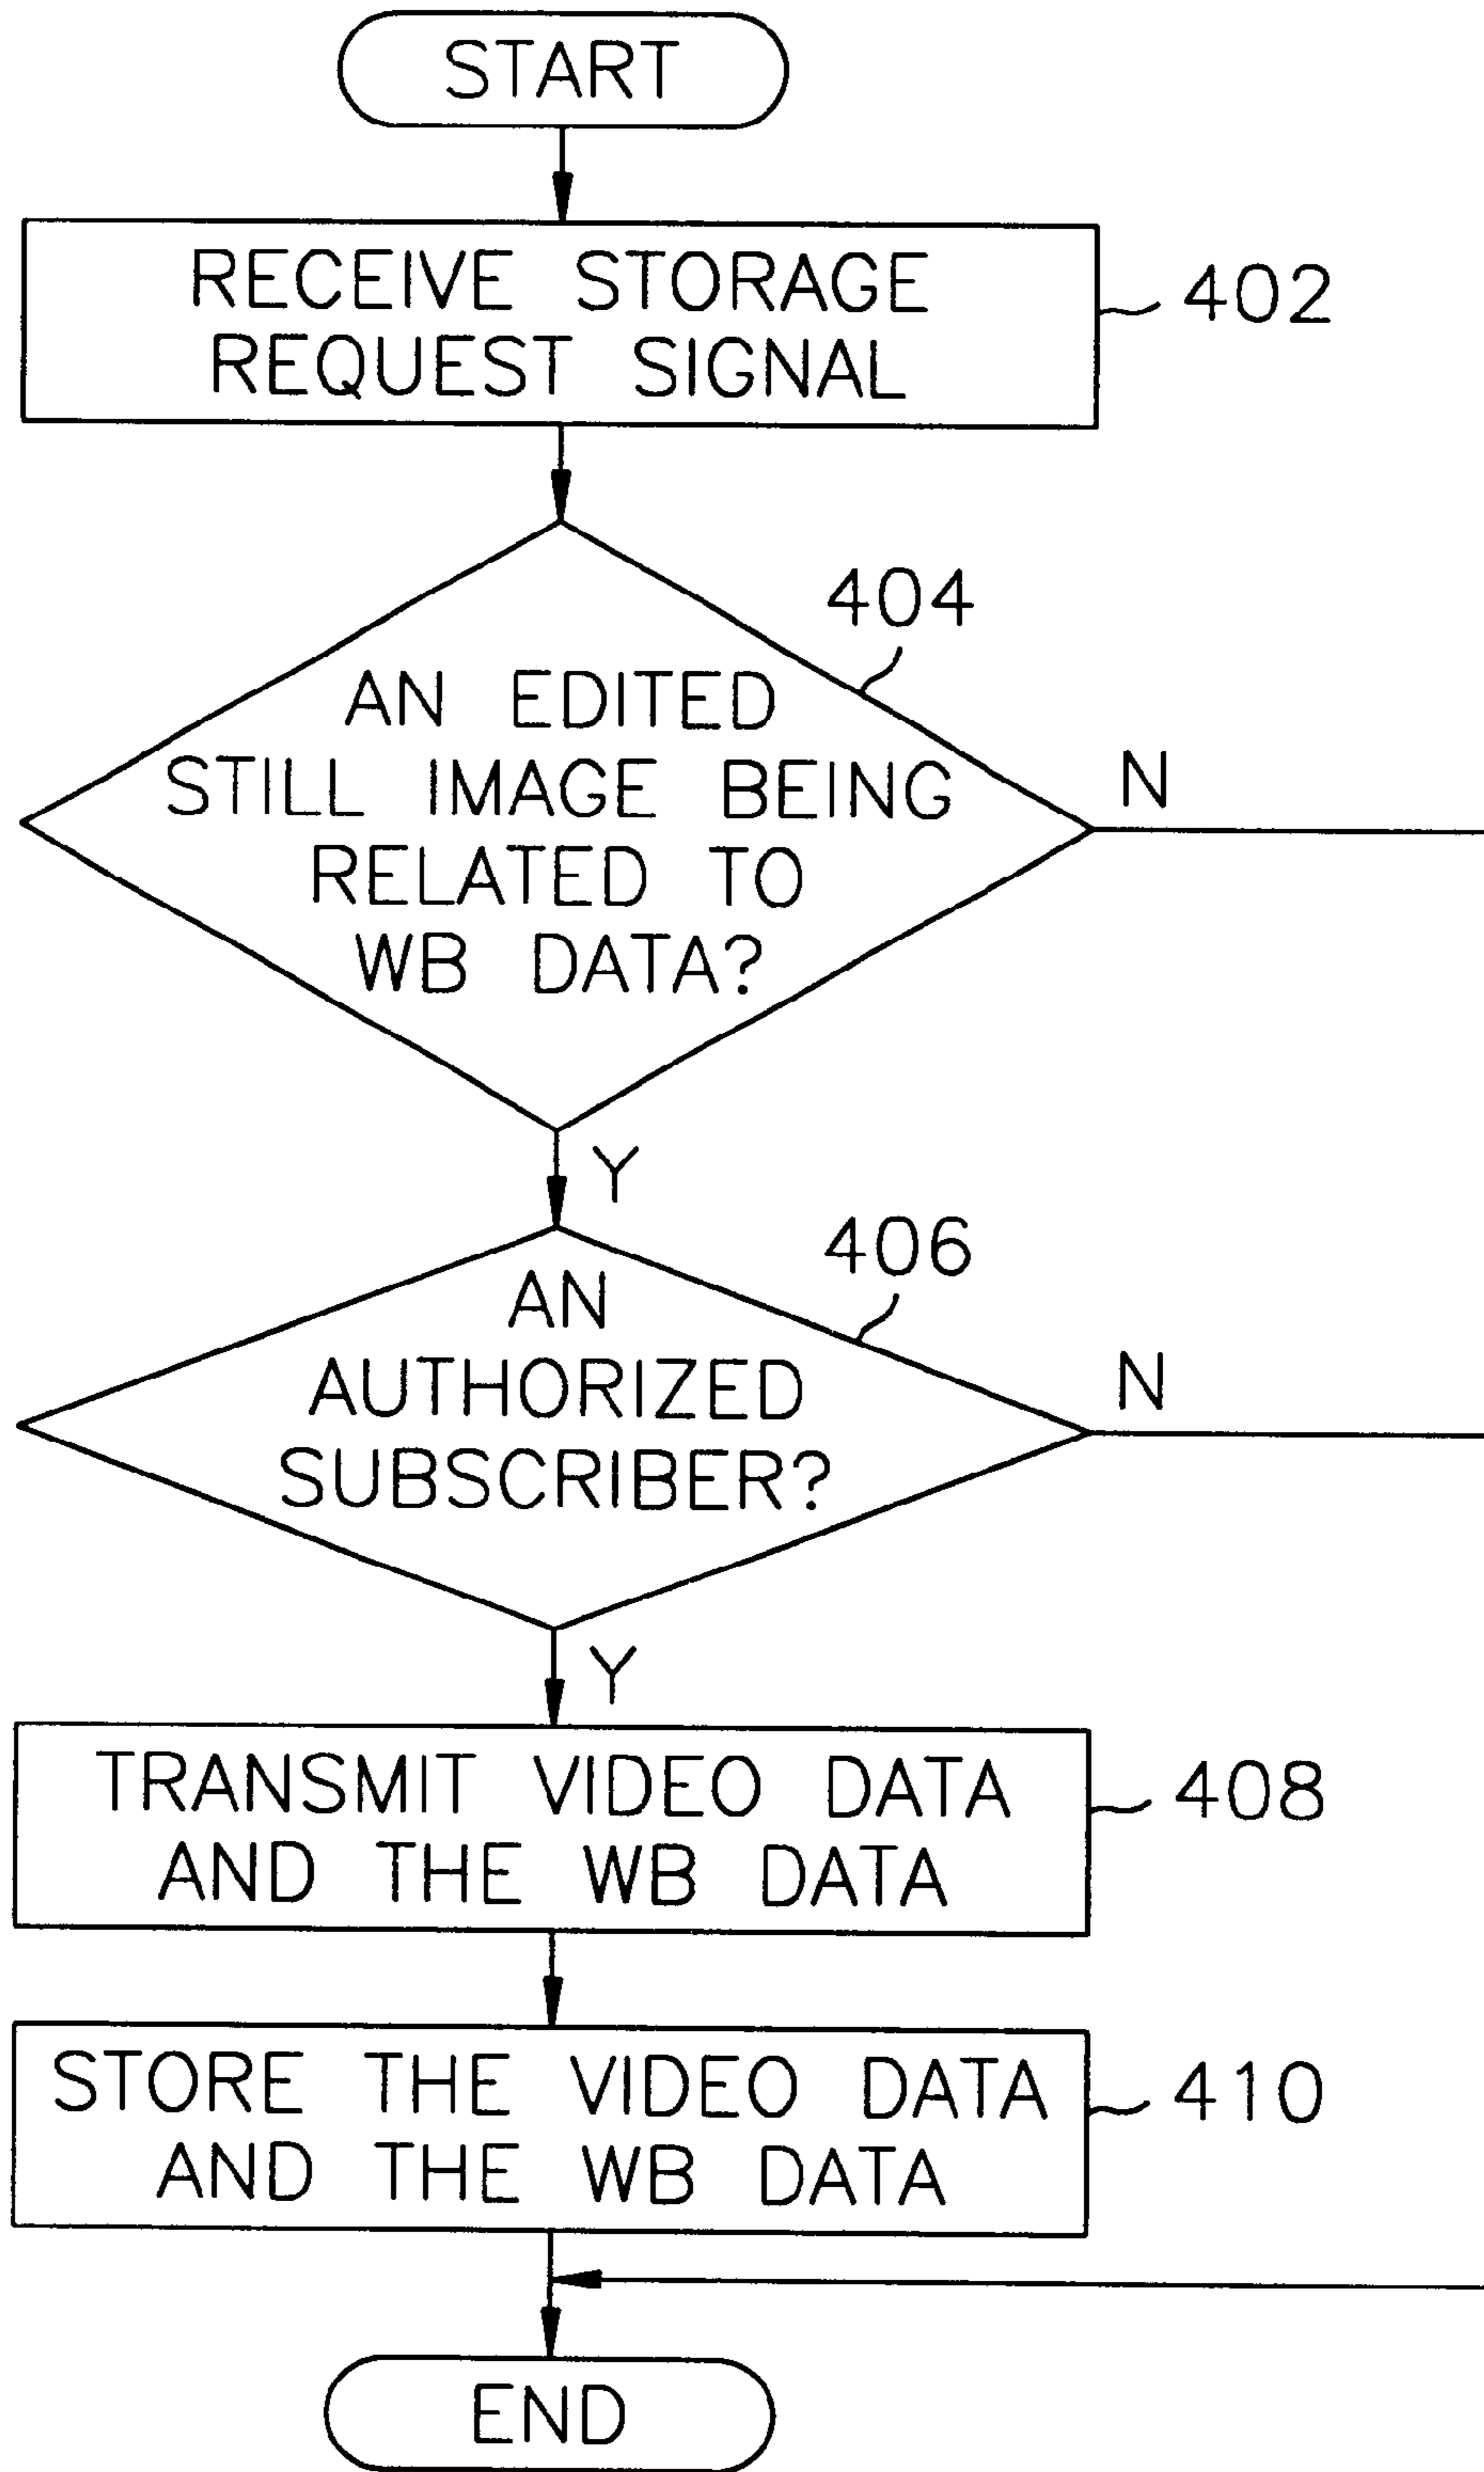 START
RECEIVE STORAGE
REQUEST SIGNAL
402
404
AN EDITED
STILL IMAGE BEING
RELATED TO
WB DATA?
N
Y
406
AN
AUTHORIZED
SUBSCRIBER?
N
Y
TRANSMIT VIDEO DATA
AND THE WB DATA
408
STORE THE VIDEO DATA
AND THE WB DATA
410
END